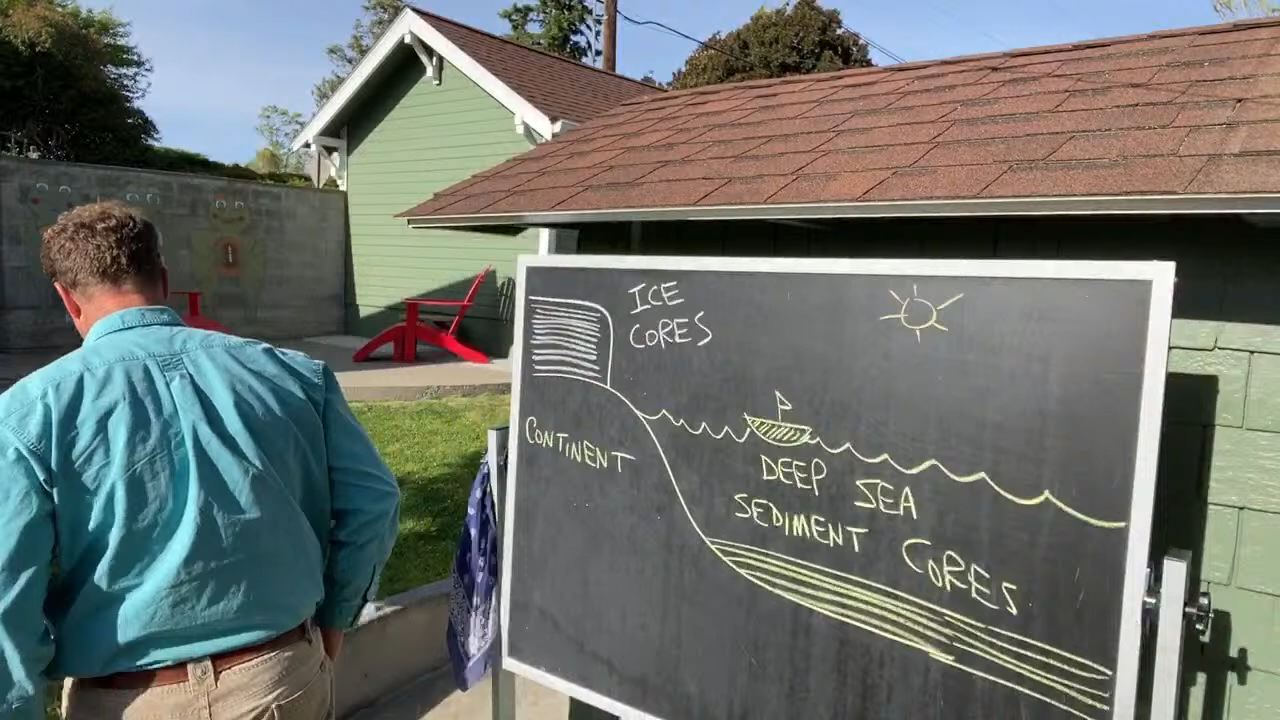 ICE
CORES
CONTINENT
DEEP SEA
SEDIMENT CORES